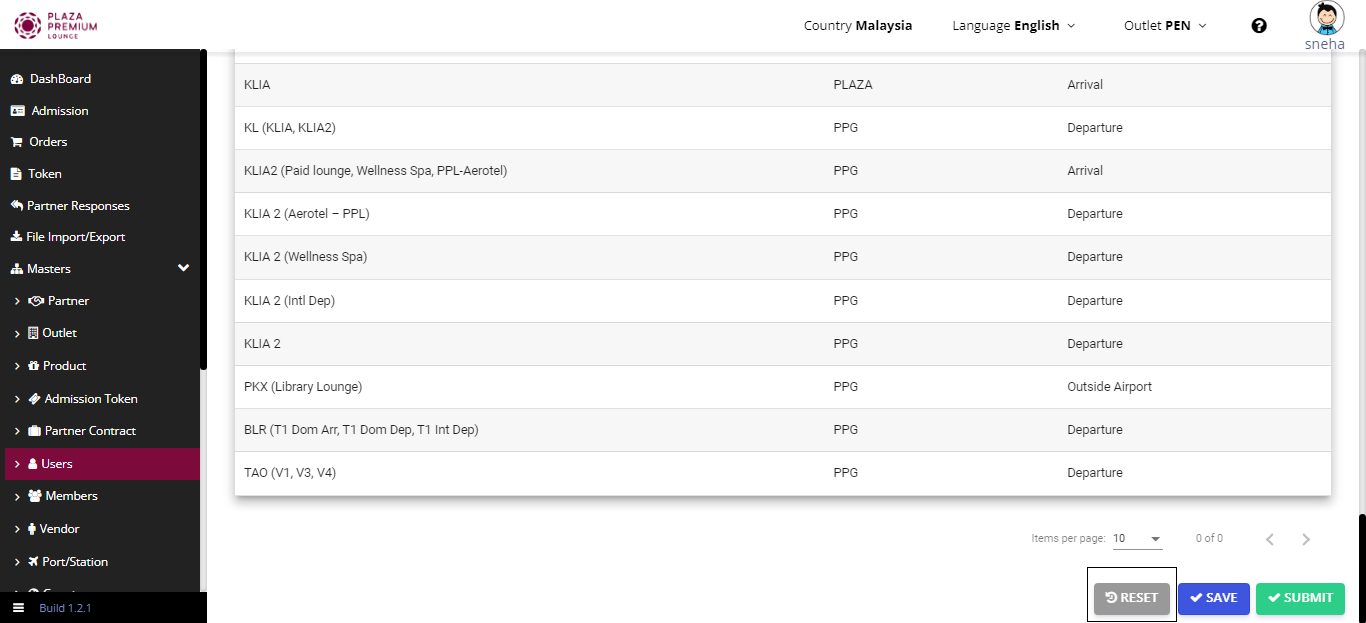 PLAZA
PREMIUM
LOUNGE
Country Malaysia
Language English
Outlet PEN
sneha
DashBoard
Admission
Orders
Token
Partner Responses
File Import/Export
Masters
Partner
Outlet
Product
Admission Token
Partner Contract
Users
Members
Vendor
Port/Station
Build 1.2.1
KLIA PLAZA Arrival
KL (KLIA, KLIA2) PPG Departure
KLIA2 (Paid lounge, Wellness Spa, PPL-Aerotel) PPG Arrival
KLIA 2 (Aerotel – PPL) PPG Departure
KLIA 2 (Wellness Spa) PPG Departure
KLIA 2 (Intl Dep) PPG Departure
KLIA 2 PPG Departure
PKX (Library Lounge) PPG Outside Airport
BLR (T1 Dom Arr, T1 Dom Dep, T1 Int Dep) PPG Departure
TAO (V1, V3, V4) PPG Departure
Items per page: 10 0 of 0
RESET SAVE SUBMIT